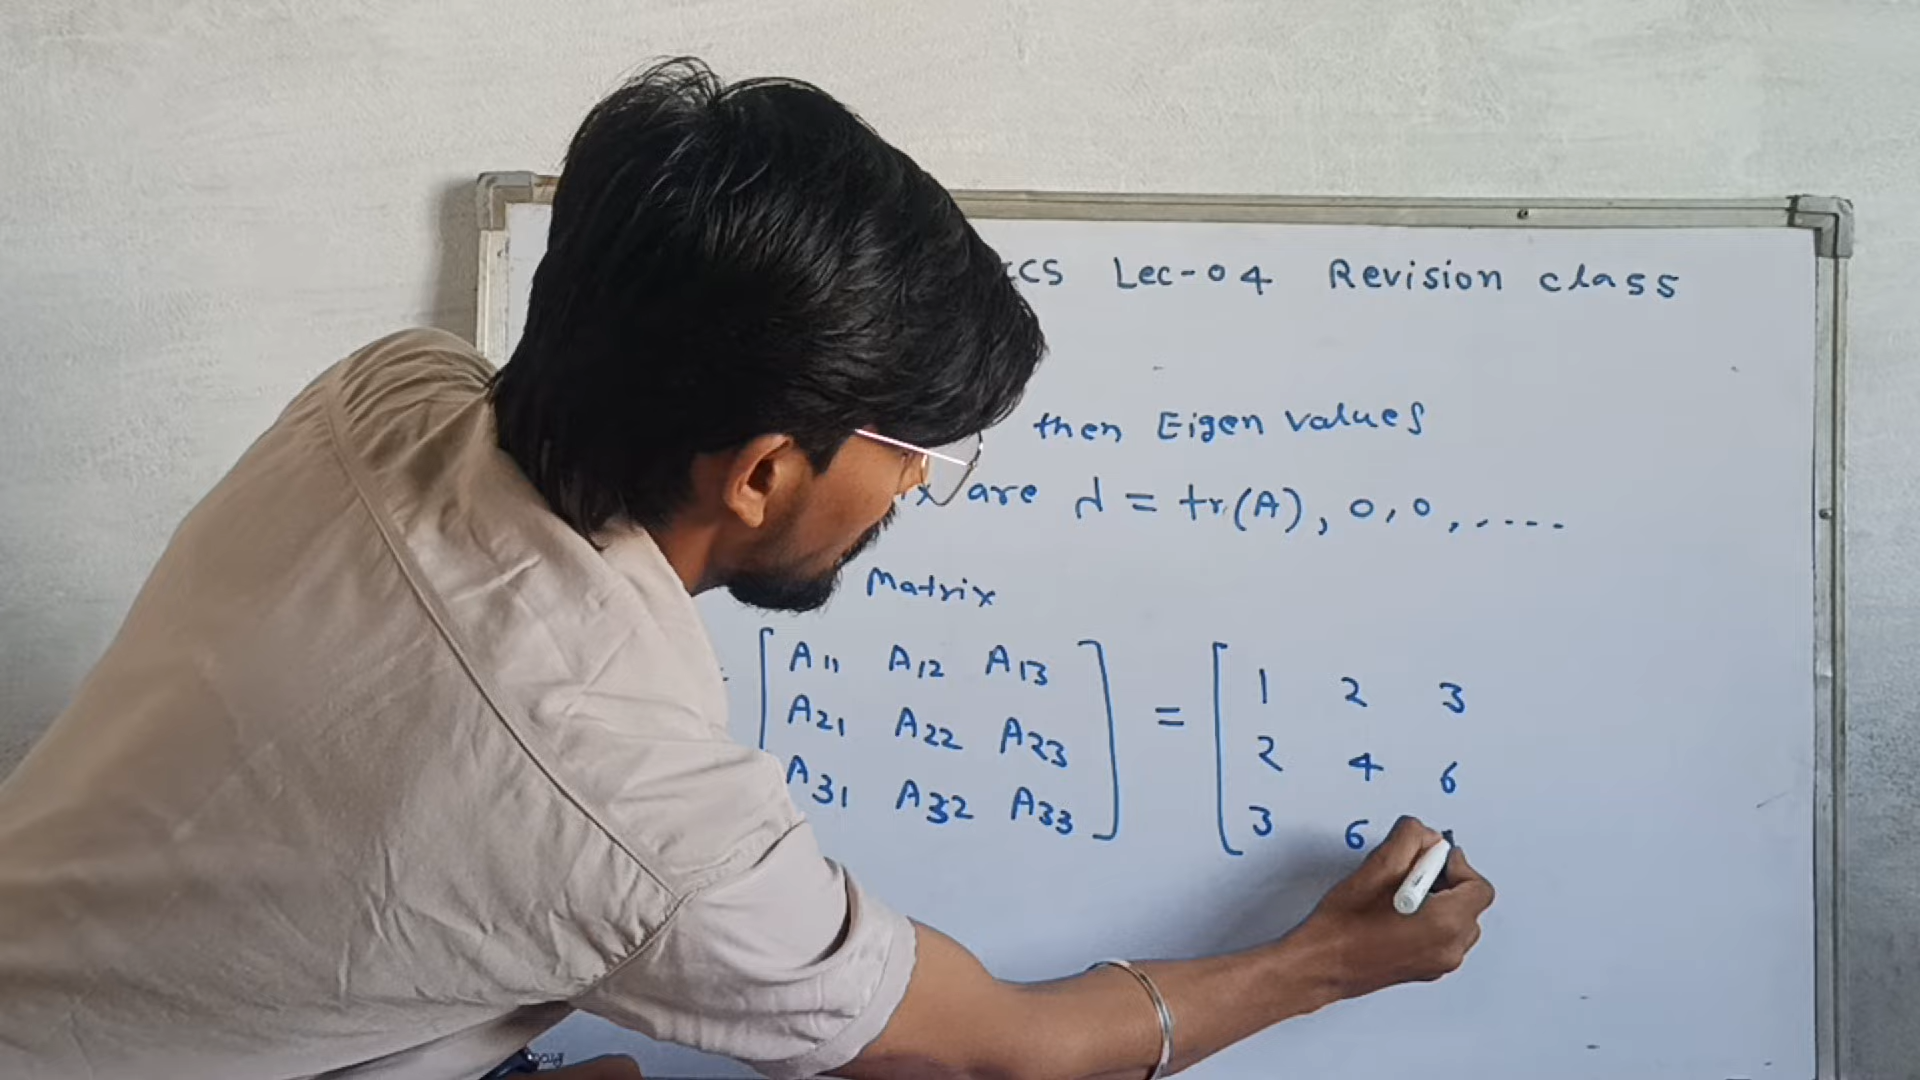 Lec-04 Revision class
then Eigen values
are λ = tr(A), 0, 0, , ....
Matrix
[ A11 A12 A13 ] = [ 1 2 3
A21 A22 A23 2 4 6
A31 A32 A33 3 6